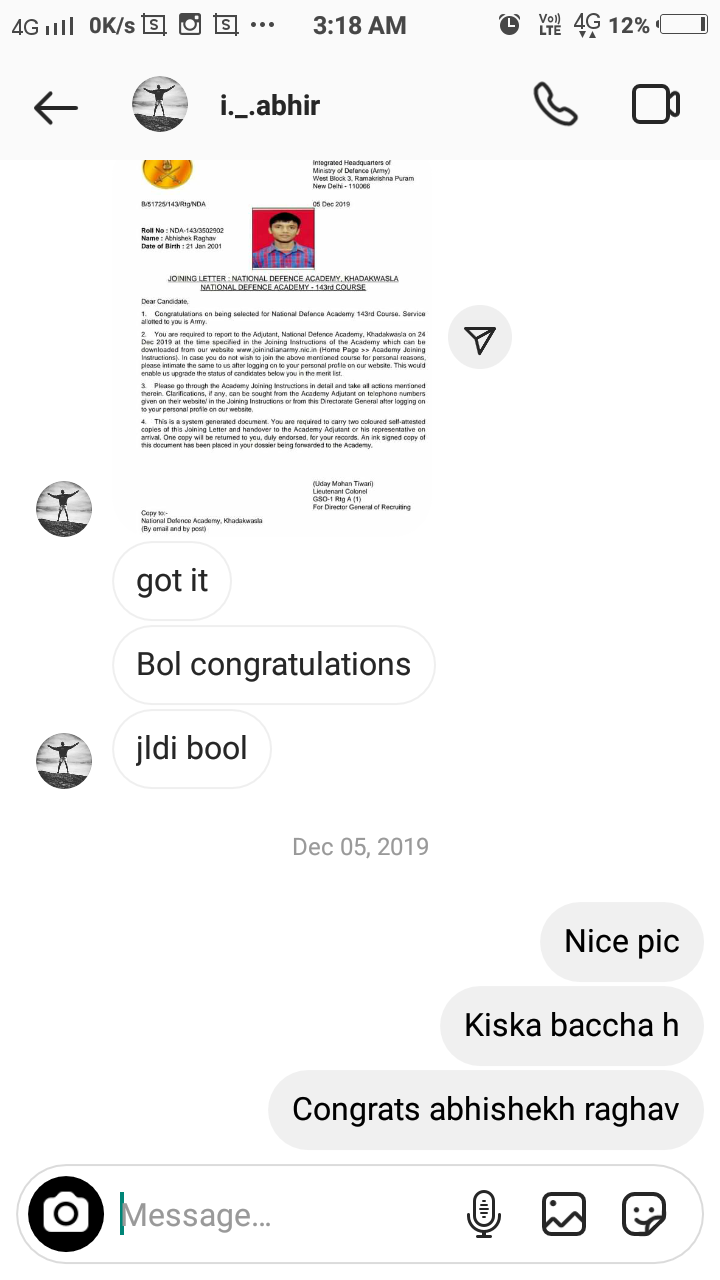 4G 0K/s S S ... 3:18 AM Vo)) LTE 4G 12%
i._.abhir
Integrated Headquarters of
Ministry of Defence (Army)
West Block 3, Ramakrishna Puram
New Delhi - 110066
B/51725/143/Rtg/NDA 05 Dec 2019
Roll No : NDA-143/3502902
Name : Abhishek Raghav
Date of Birth : 21 Jan 2001
JOINING LETTER : NATIONAL DEFENCE ACADEMY, KHADAKWASLA
NATIONAL DEFENCE ACADEMY - 143rd COURSE
Dear Candidate,
1. Congratulations on being selected for National Defence Academy 143rd Course. Service
allotted to you is Army.
2. You are required to report to the Adjutant, National Defence Academy, Khadakwasla on 24
Dec 2019 at the time specified in the Joining Instructions of the Academy which can be
downloaded from our website www.joinindianarmy.nic.in (Home Page >> Academy Joining
Instructions). In case you do not wish to join the above mentioned course for personal reasons,
please intimate the same to us after logging on to your personal profile on our website. This would
enable us upgrade the status of candidates below you in the merit list.
3. Please go through the Academy Joining Instructions in detail and take all actions mentioned
therein. Clarifications, if any, can be sought from the Academy Adjutant on telephone numbers
given on their website/ in the Joining Instructions or from this Directorate General after logging on
to your personal profile on our website.
4. This is a system generated document. You are required to carry two coloured self-attested
copies of this Joining Letter and handover to the Academy Adjutant or his representative on
arrival. One copy will be returned to you, duly endorsed, for your records. An ink signed copy of
this document has been placed in your dossier being forwarded to the Academy.
(Uday Mohan Tiwari)
Lieutenant Colonel
GSO-1 Rtg A (1)
For Director General of Recruiting
Copy to:-
National Defence Academy, Khadakwasla
(By email and by post)
got it
Bol congratulations
jldi bool
Dec 05, 2019
Nice pic
Kiska baccha h
Congrats abhishekh raghav
Message...